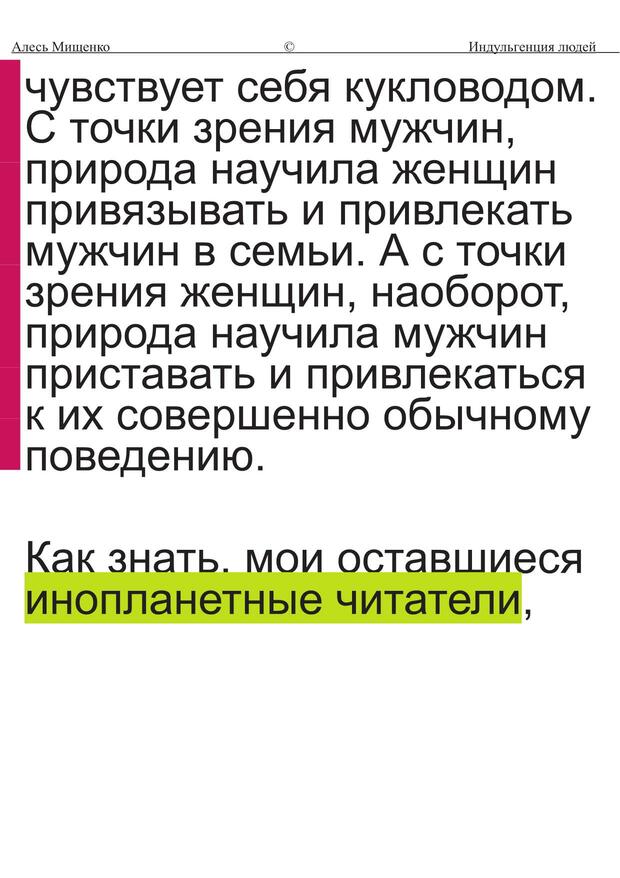 Алесь Мищенко © Индульгенция людей
чувствует себя кукловодом.
С точки зрения мужчин,
природа научила женщин
привязывать и привлекать
мужчин в семьи. А с точки
зрения женщин, наоборот,
природа научила мужчин
приставать и привлекаться
к их совершенно обычному
поведению.
Как знать, мои оставшиеся
инопланетные читатели,